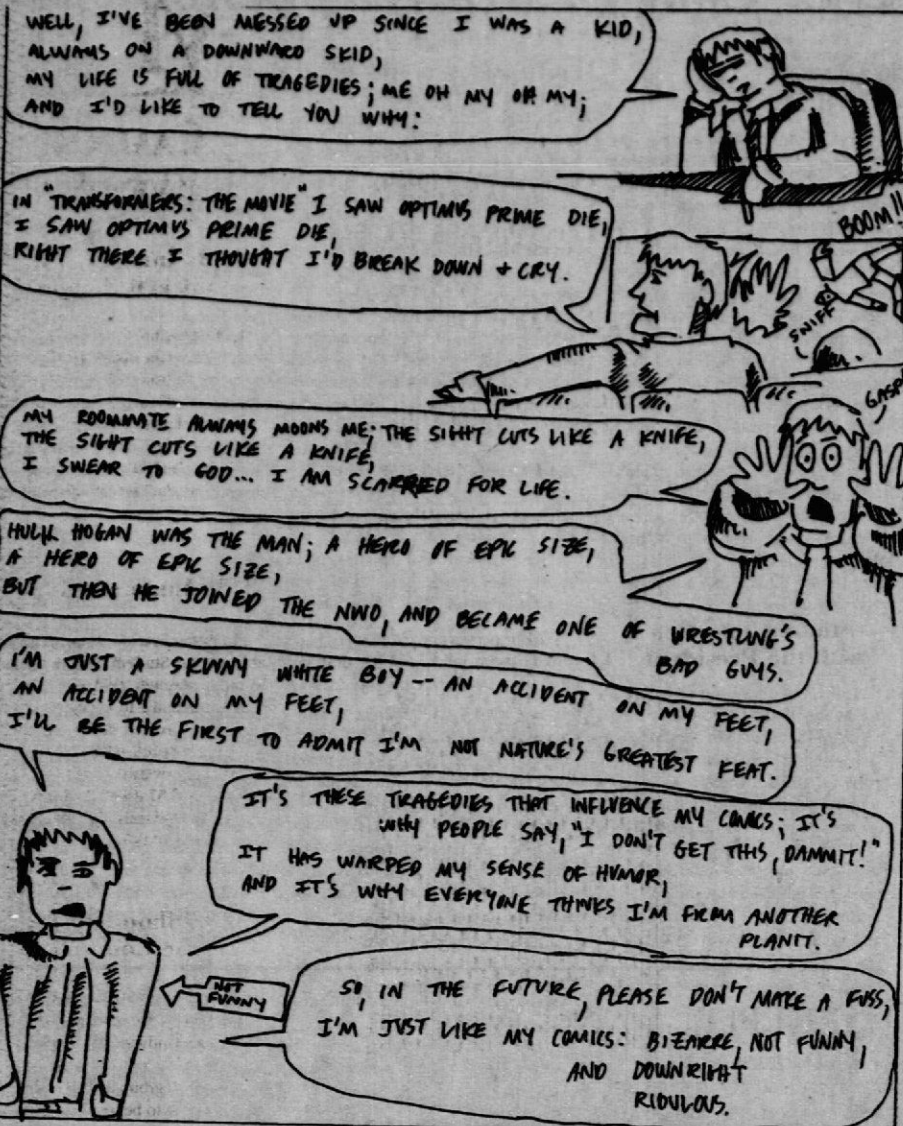 WELL, I'VE BEEN MESSED UP SINCE I WAS A KID,
ALWAYS ON A DOWNWARD SKID,
MY LIFE IS FULL OF TRAGEDIES; ME OH MY OH MY;
AND I'D LIKE TO TELL YOU WHY:
IN "TRANSFORMERS: THE MOVIE" I SAW OPTIMUS PRIME DIE,
I SAW OPTIMUS PRIME DIE,
RIGHT THERE I THOUGHT I'D BREAK DOWN + CRY.
BOOM!!
SNIFF
MY ROOMMATE ALWAYS MOONS ME; THE SIGHT CUTS LIKE A KNIFE,
THE SIGHT CUTS LIKE A KNIFE,
I SWEAR TO GOD... I AM SCARRED FOR LIFE.
GASP
HULK HOGAN WAS THE MAN; A HERO OF EPIC SIZE,
A HERO OF EPIC SIZE,
BUT THEN HE JOINED THE NWO, AND BECAME ONE OF WRESTLING'S
BAD GUYS.
I'M JUST A SKINNY WHITE BOY -- AN ACCIDENT ON MY FEET,
AN ACCIDENT ON MY FEET,
I'LL BE THE FIRST TO ADMIT I'M NOT NATURE'S GREATEST FEAT.
IT'S THESE TRAGEDIES THAT INFLUENCE MY COMICS; IT'S
WHY PEOPLE SAY, "I DON'T GET THIS, DAMMIT!"
IT HAS WARPED MY SENSE OF HUMOR,
AND IT'S WHY EVERYONE THINKS I'M FROM ANOTHER
PLANIT.
NOT
FUNNY
SO, IN THE FUTURE, PLEASE DON'T MAKE A FUSS,
I'M JUST LIKE MY COMICS: BIZARRE, NOT FUNNY,
AND DOWNRIGHT
RIDULOUS.